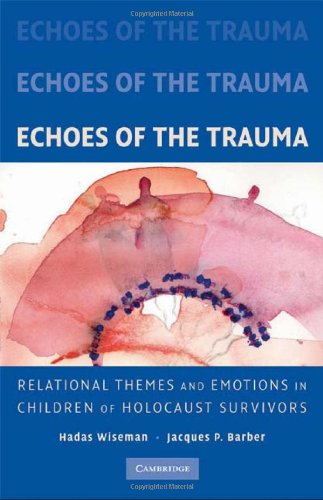 ECHOES OF THE TRAUMA
ECHOES OF THE TRAUMA
ECHOES OF THE TRAUMA
RELATIONAL THEMES AND EMOTIONS IN
CHILDREN OF HOLOCAUST SURVIVORS
Hadas Wiseman · Jacques P. Barber
CAMBRIDGE